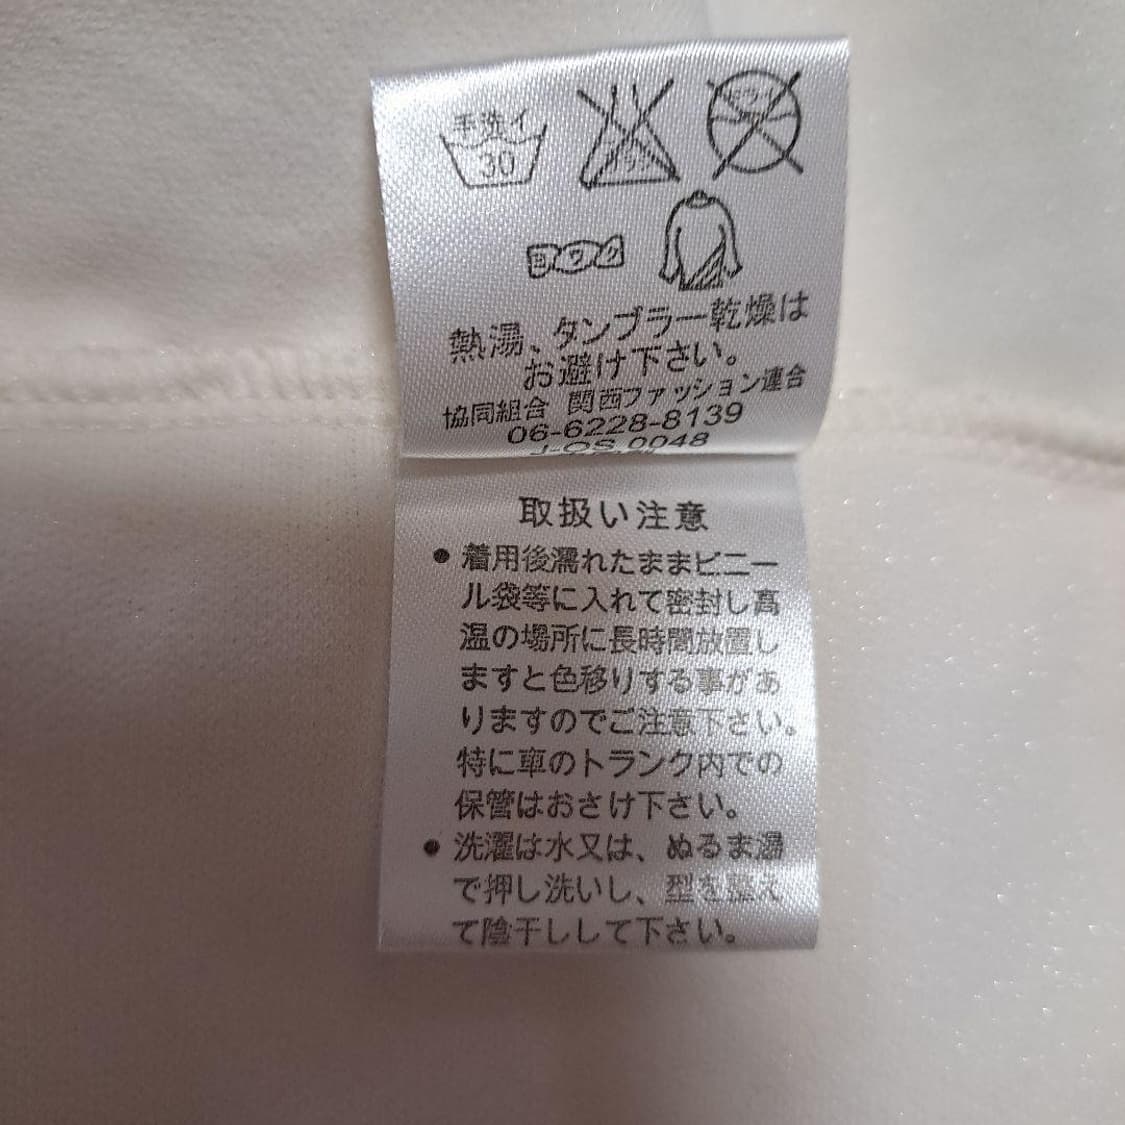 手洗イ
30
ヨワク
熱湯、タンブラー乾燥は
お避け下さい。
協同組合 関西ファッション連合
06-6228-8139
J-OS 0048
取扱い注意
● 着用後濡れたままビニー
ル袋等に入れて密封し高
温の場所に長時間放置し
ますと色移りする事があ
りますのでご注意下さい。
特に車のトランク内での
保管はおさけ下さい。
● 洗濯は水又は、ぬるま湯
で押し洗いし、型を整え
て陰干しして下さい。